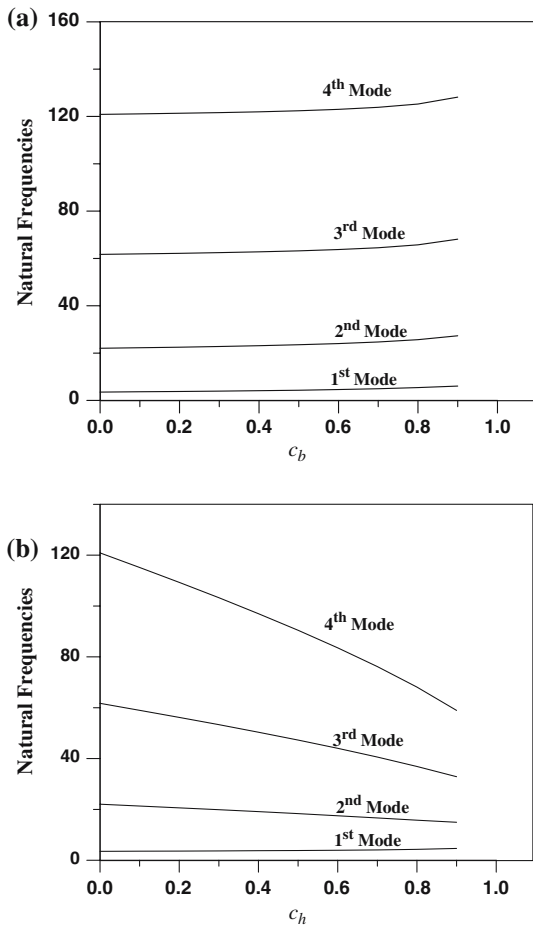 (a)
160
120
80
40
0
Natural Frequencies
4th Mode
3rd Mode
2nd Mode
1st Mode
0.0 0.2 0.4 0.6 0.8 1.0
c_b
(b)
120
80
40
0
Natural Frequencies
4th Mode
3rd Mode
2nd Mode
1st Mode
0.0 0.2 0.4 0.6 0.8 1.0
c_h